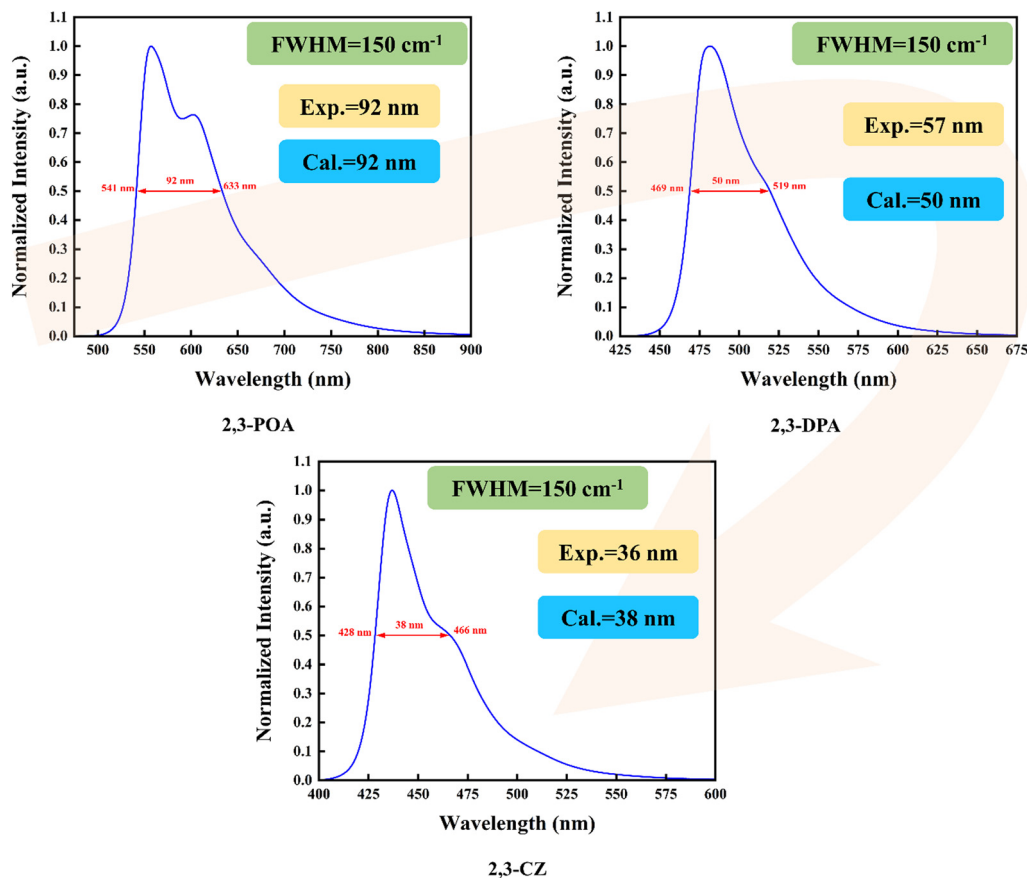 FWHM=150 cm⁻¹
Exp.=92 nm
Cal.=92 nm
541 nm
92 nm
633 nm
Normalized Intensity (a.u.)
1.1
1.0
0.9
0.8
0.7
0.6
0.5
0.4
0.3
0.2
0.1
0.0
500 550 600 650 700 750 800 850 900
Wavelength (nm)
2,3-POA
FWHM=150 cm⁻¹
Exp.=57 nm
Cal.=50 nm
469 nm
50 nm
519 nm
Normalized Intensity (a.u.)
1.1
1.0
0.9
0.8
0.7
0.6
0.5
0.4
0.3
0.2
0.1
0.0
425 450 475 500 525 550 575 600 625 650 675
Wavelength (nm)
2,3-DPA
FWHM=150 cm⁻¹
Exp.=36 nm
Cal.=38 nm
428 nm
38 nm
466 nm
Normalized Intensity (a.u.)
1.1
1.0
0.9
0.8
0.7
0.6
0.5
0.4
0.3
0.2
0.1
0.0
400 425 450 475 500 525 550 575 600
Wavelength (nm)
2,3-CZ